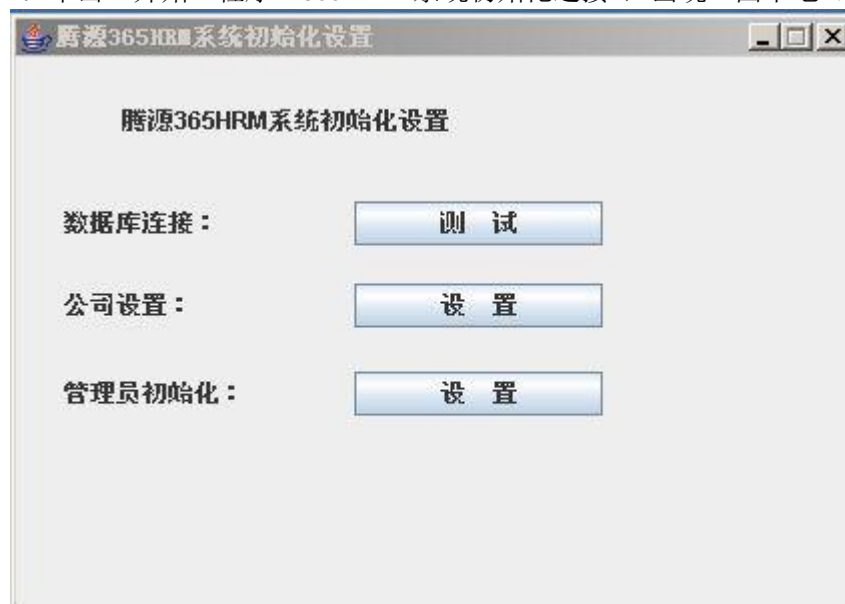 腾源365HRM系统初始化设置
腾源365HRM系统初始化设置
数据库连接： 测 试
公司设置： 设 置
管理员初始化： 设 置